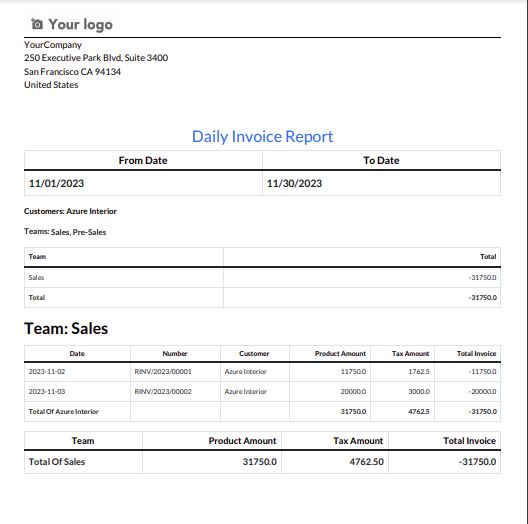 Your logo
YourCompany
250 Executive Park Blvd, Suite 3400
San Francisco CA 94134
United States
Daily Invoice Report
From Date To Date
11/01/2023 11/30/2023
Customers: Azure Interior
Teams: Sales, Pre-Sales
Team Total
Sales -31750.0
Total -31750.0
Team: Sales
Date Number Customer Product Amount Tax Amount Total Invoice
2023-11-02 RINV/2023/00001 Azure Interior 11750.0 1762.5 -11750.0
2023-11-03 RINV/2023/00002 Azure Interior 20000.0 3000.0 -20000.0
Total Of Azure Interior 31750.0 4762.5 -31750.0
Team Product Amount Tax Amount Total Invoice
Total Of Sales 31750.0 4762.50 -31750.0